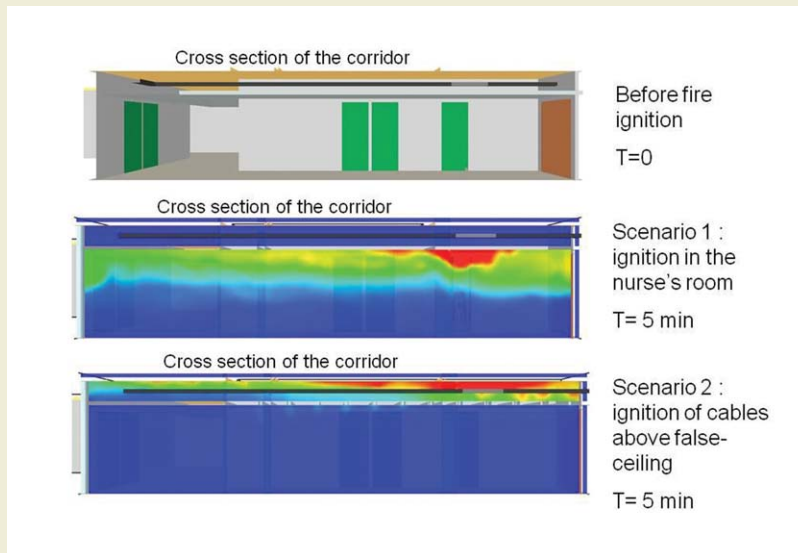 Cross section of the corridor
Before fire
ignition
T=0
Cross section of the corridor
Scenario 1 :
ignition in the
nurse's room
T= 5 min
Cross section of the corridor
Scenario 2 :
ignition of cables
above false-
ceiling
T= 5 min